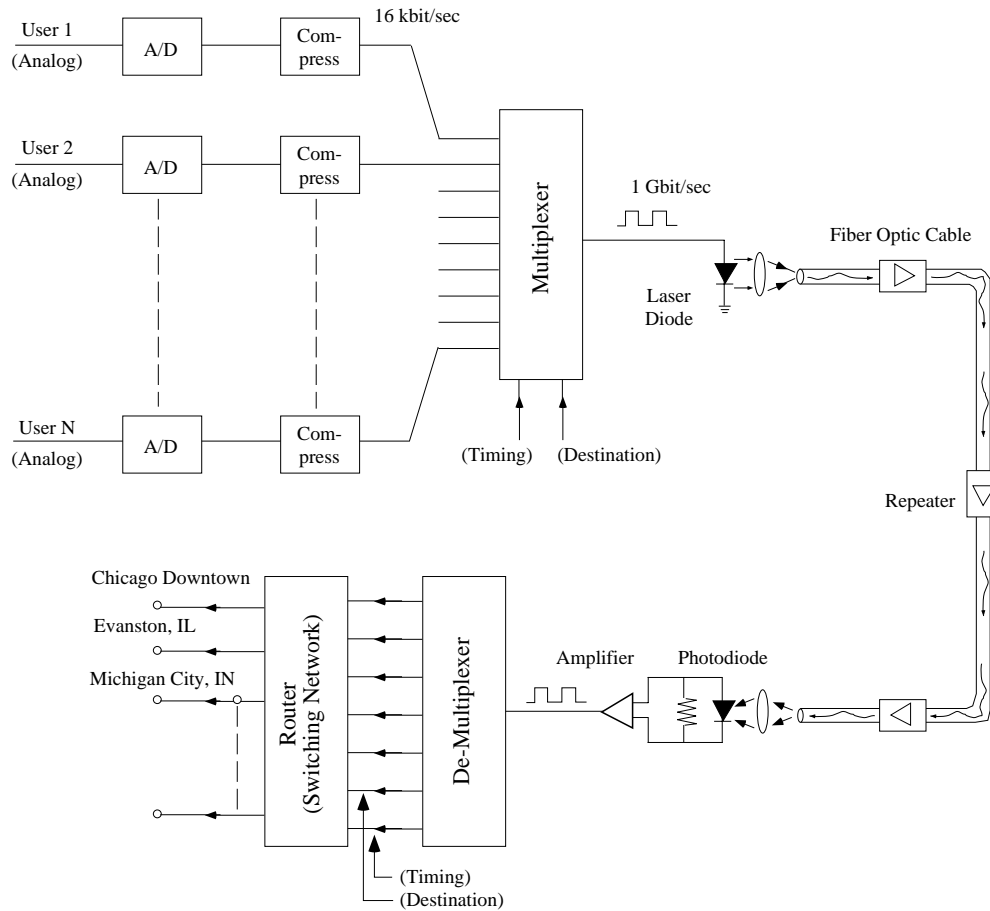 User 1
(Analog)
A/D
Com-
press
16 kbit/sec
User 2
(Analog)
A/D
Com-
press
Multiplexer
1 Gbit/sec
Laser
Diode
Fiber Optic Cable
User N
(Analog)
A/D
Com-
press
(Timing)
(Destination)
Repeater
Chicago Downtown
Evanston, IL
Michigan City, IN
Router
(Switching Network)
De-Multiplexer
Amplifier
Photodiode
(Timing)
(Destination)